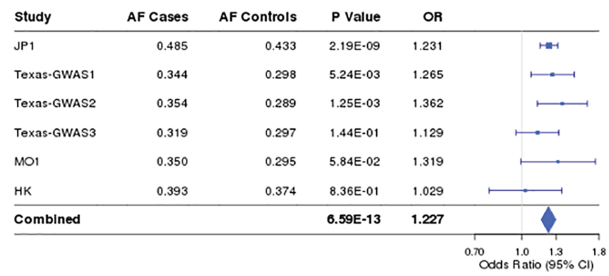 Study AF Cases AF Controls P Value OR
JP1 0.485 0.433 2.19E-09 1.231
Texas-GWAS1 0.344 0.298 5.24E-03 1.265
Texas-GWAS2 0.354 0.289 1.25E-03 1.362
Texas-GWAS3 0.319 0.297 1.44E-01 1.129
MO1 0.350 0.295 5.84E-02 1.319
HK 0.393 0.374 8.36E-01 1.029
Combined 6.59E-13 1.227
0.70 1.0 1.3 1.8
Odds Ratio (95% CI)